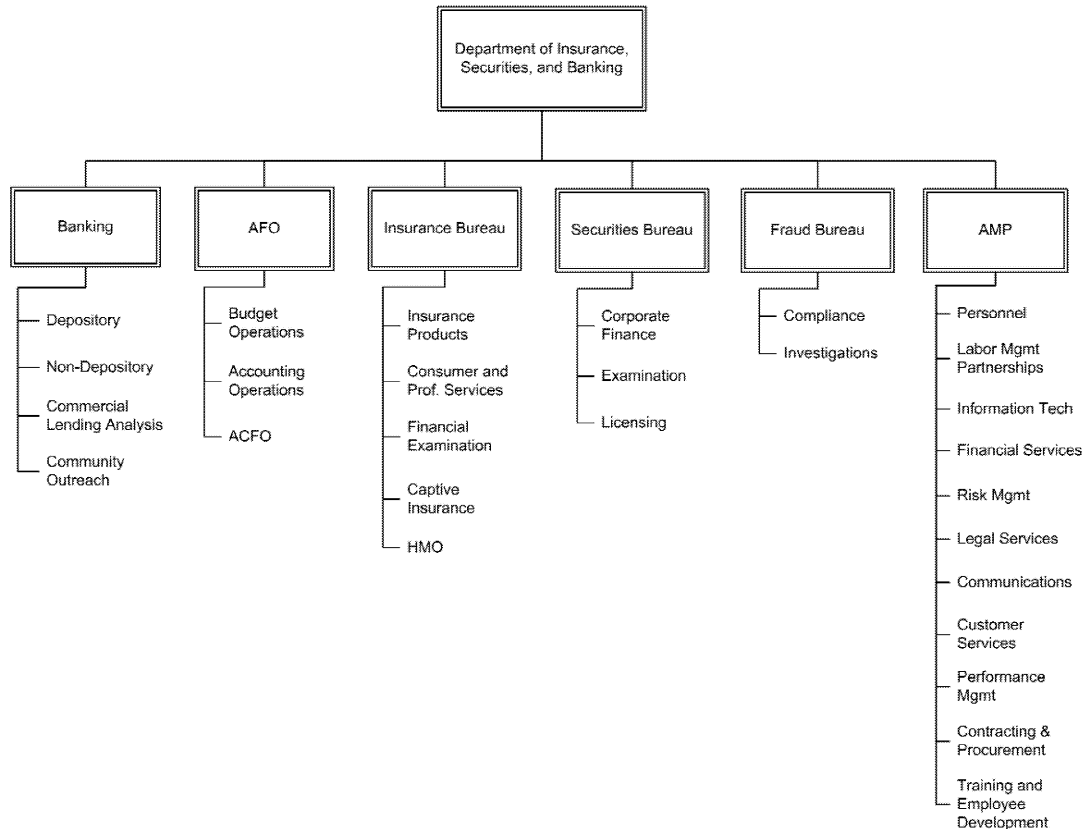 Department of Insurance,
Securities, and Banking
Banking
AFO
Insurance Bureau
Securities Bureau
Fraud Bureau
AMP
Depository
Non-Depository
Commercial
Lending Analysis
Community
Outreach
Budget
Operations
Accounting
Operations
ACFO
Insurance
Products
Consumer and
Prof. Services
Financial
Examination
Captive
Insurance
HMO
Corporate
Finance
Examination
Licensing
Compliance
Investigations
Personnel
Labor Mgmt
Partnerships
Information Tech
Financial Services
Risk Mgmt
Legal Services
Communications
Customer
Services
Performance
Mgmt
Contracting &
Procurement
Training and
Employee
Development